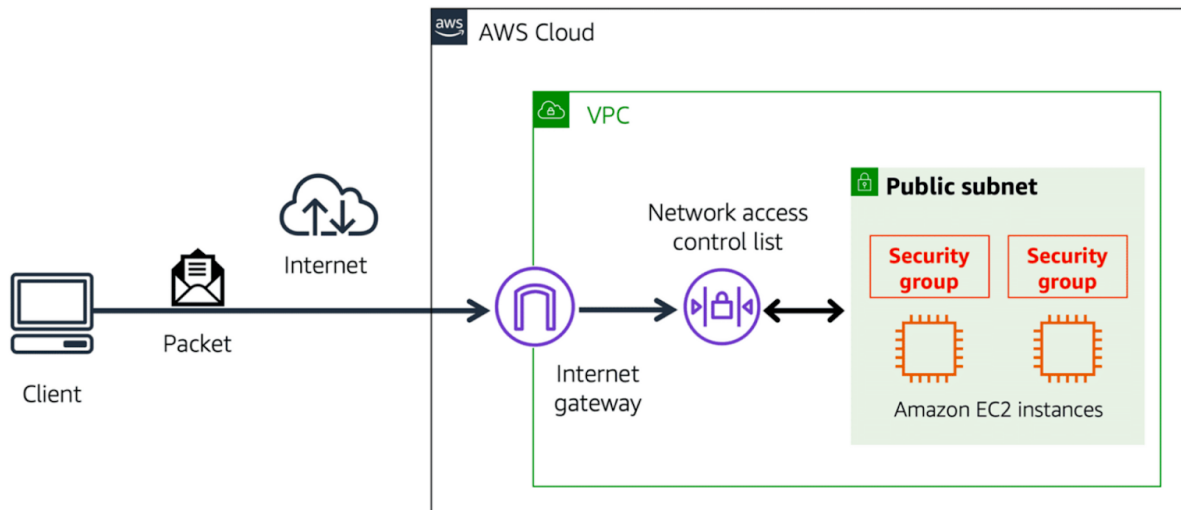 aws
AWS Cloud
VPC
Public subnet
Network access
control list
Security
group
Security
group
Internet
Packet
Client
Internet
gateway
Amazon EC2 instances